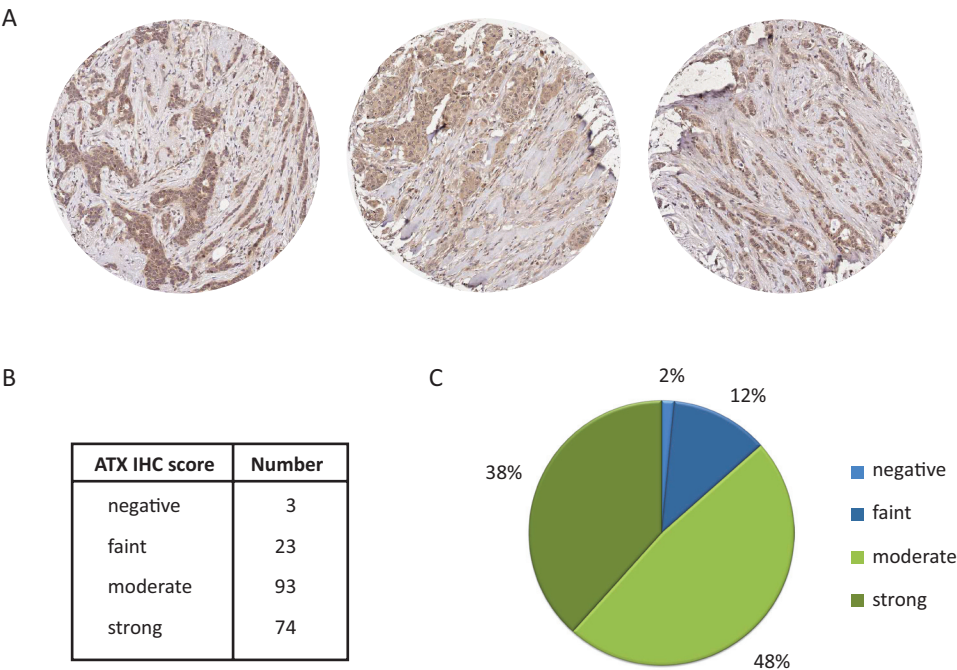 A
B
ATX IHC score Number
negative 3
faint 23
moderate 93
strong 74
C
2%
12%
38%
48%
negative
faint
moderate
strong